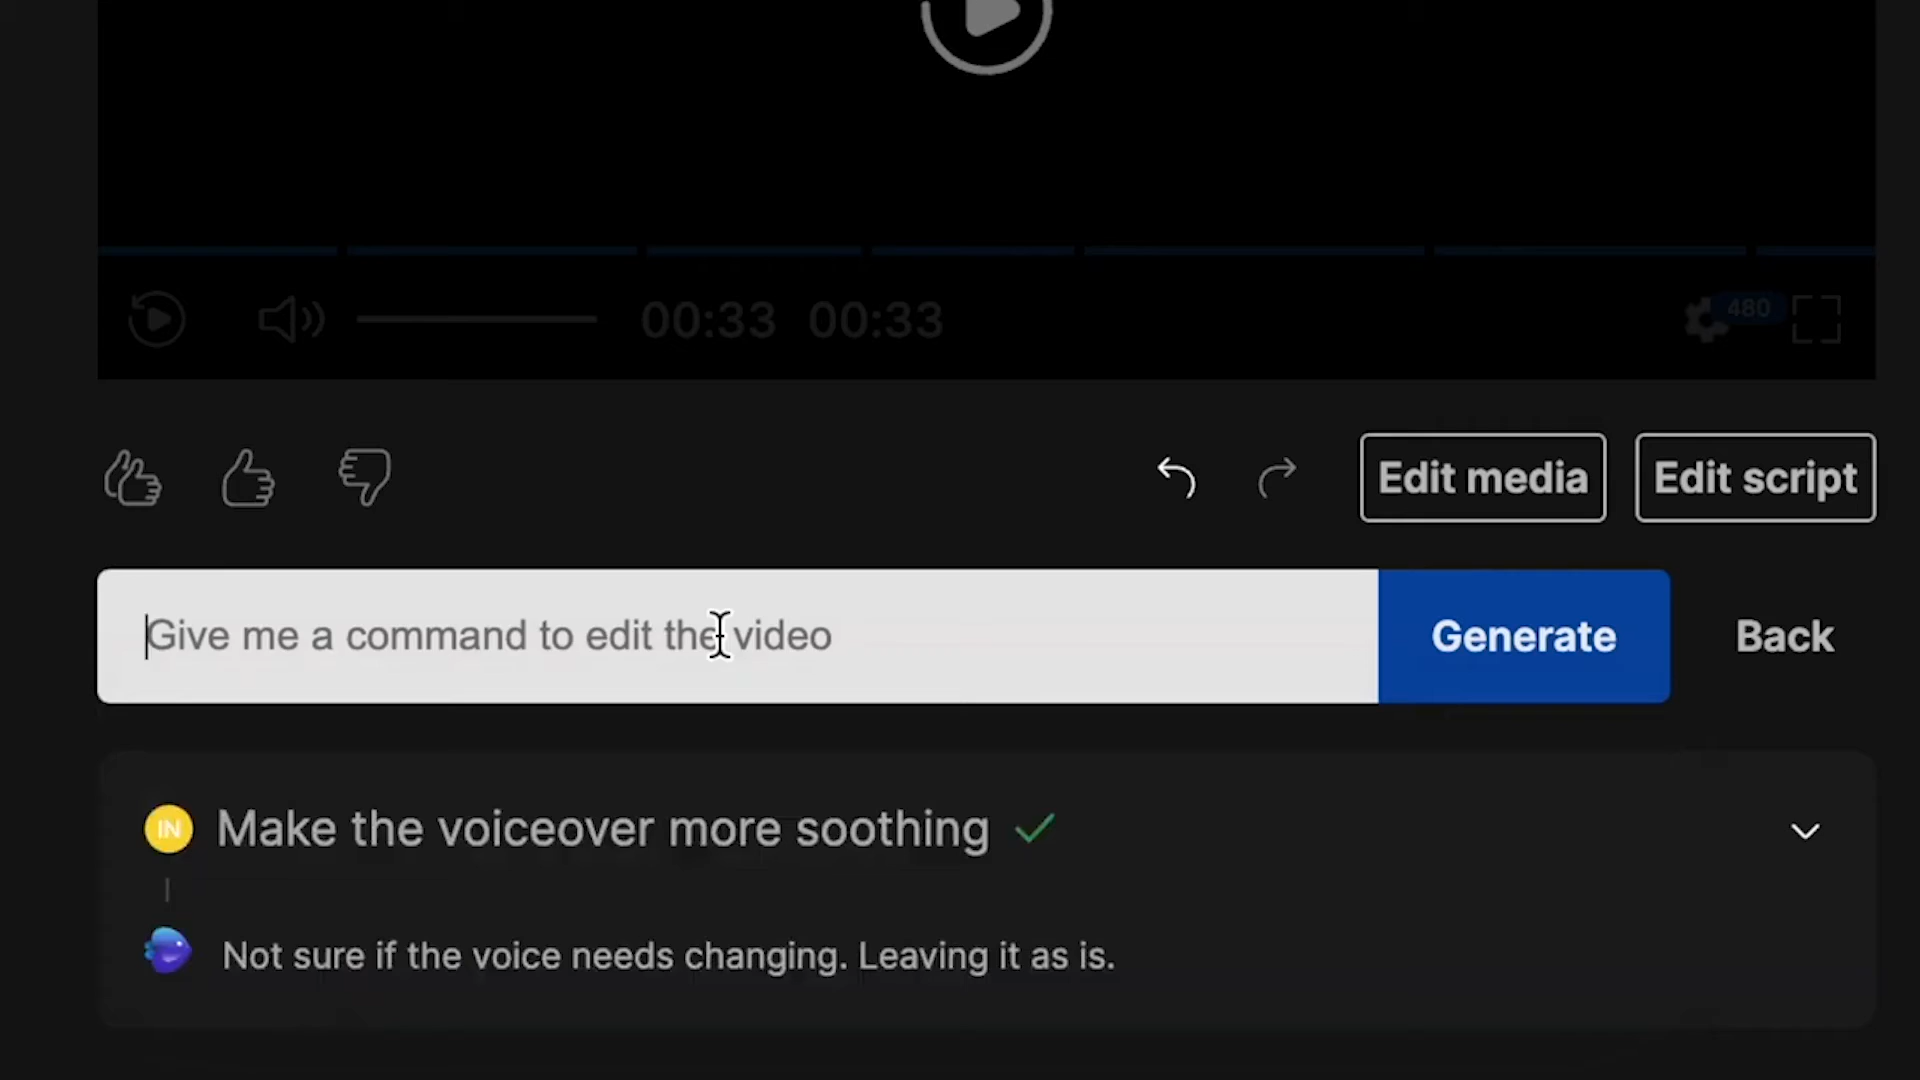 00:33 00:33
480
Edit media
Edit script
Give me a command to edit the video
Generate
Back
IN
Make the voiceover more soothing
Not sure if the voice needs changing. Leaving it as is.